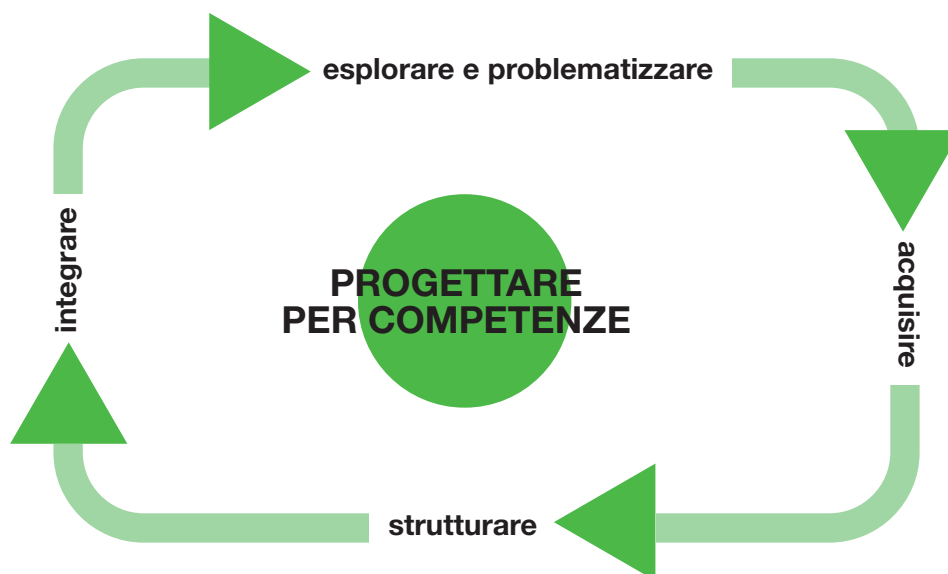 esplorare e problematizzare
acquisire
strutturare
integrare
PROGETTARE
PER COMPETENZE